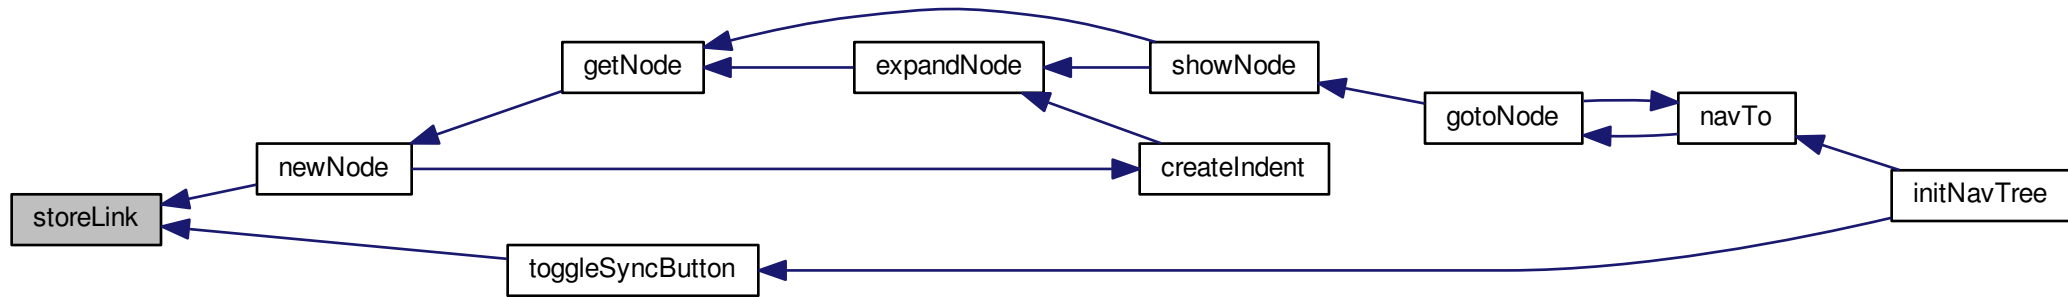 getNode
expandNode
showNode
gotoNode
navTo
newNode
createIndent
initNavTree
storeLink
toggleSyncButton